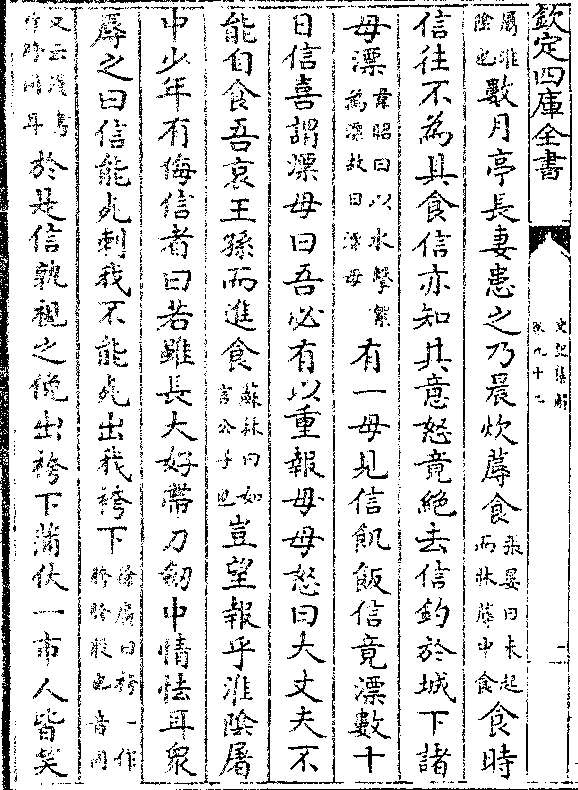 欽定四庫全書
史記集解
卷九十二
二
屬淮陰也數月亭長妻患之乃晨炊蓐食張晏曰未起而牀蓐中食食時
信往不為具食信亦知其意怒竟絕去信釣於城下諸
母漂韋昭曰以水擊絮為漂故曰漂母有一母見信飢飯信竟漂數十
日信喜謂漂母曰吾必有以重報母母怒曰大丈夫不
能自食吾哀王孫而進食蘇林曰如言公子也豈望報乎淮陰屠
中少年有侮信者曰若雖長大好帶刀劒中情怯耳衆
辱之曰信能死刺我不能死出我袴下徐廣曰袴一作胯胯股也音同
又云漢書作跨同耳於是信孰視之俛出袴下蒲伏一市人皆笑